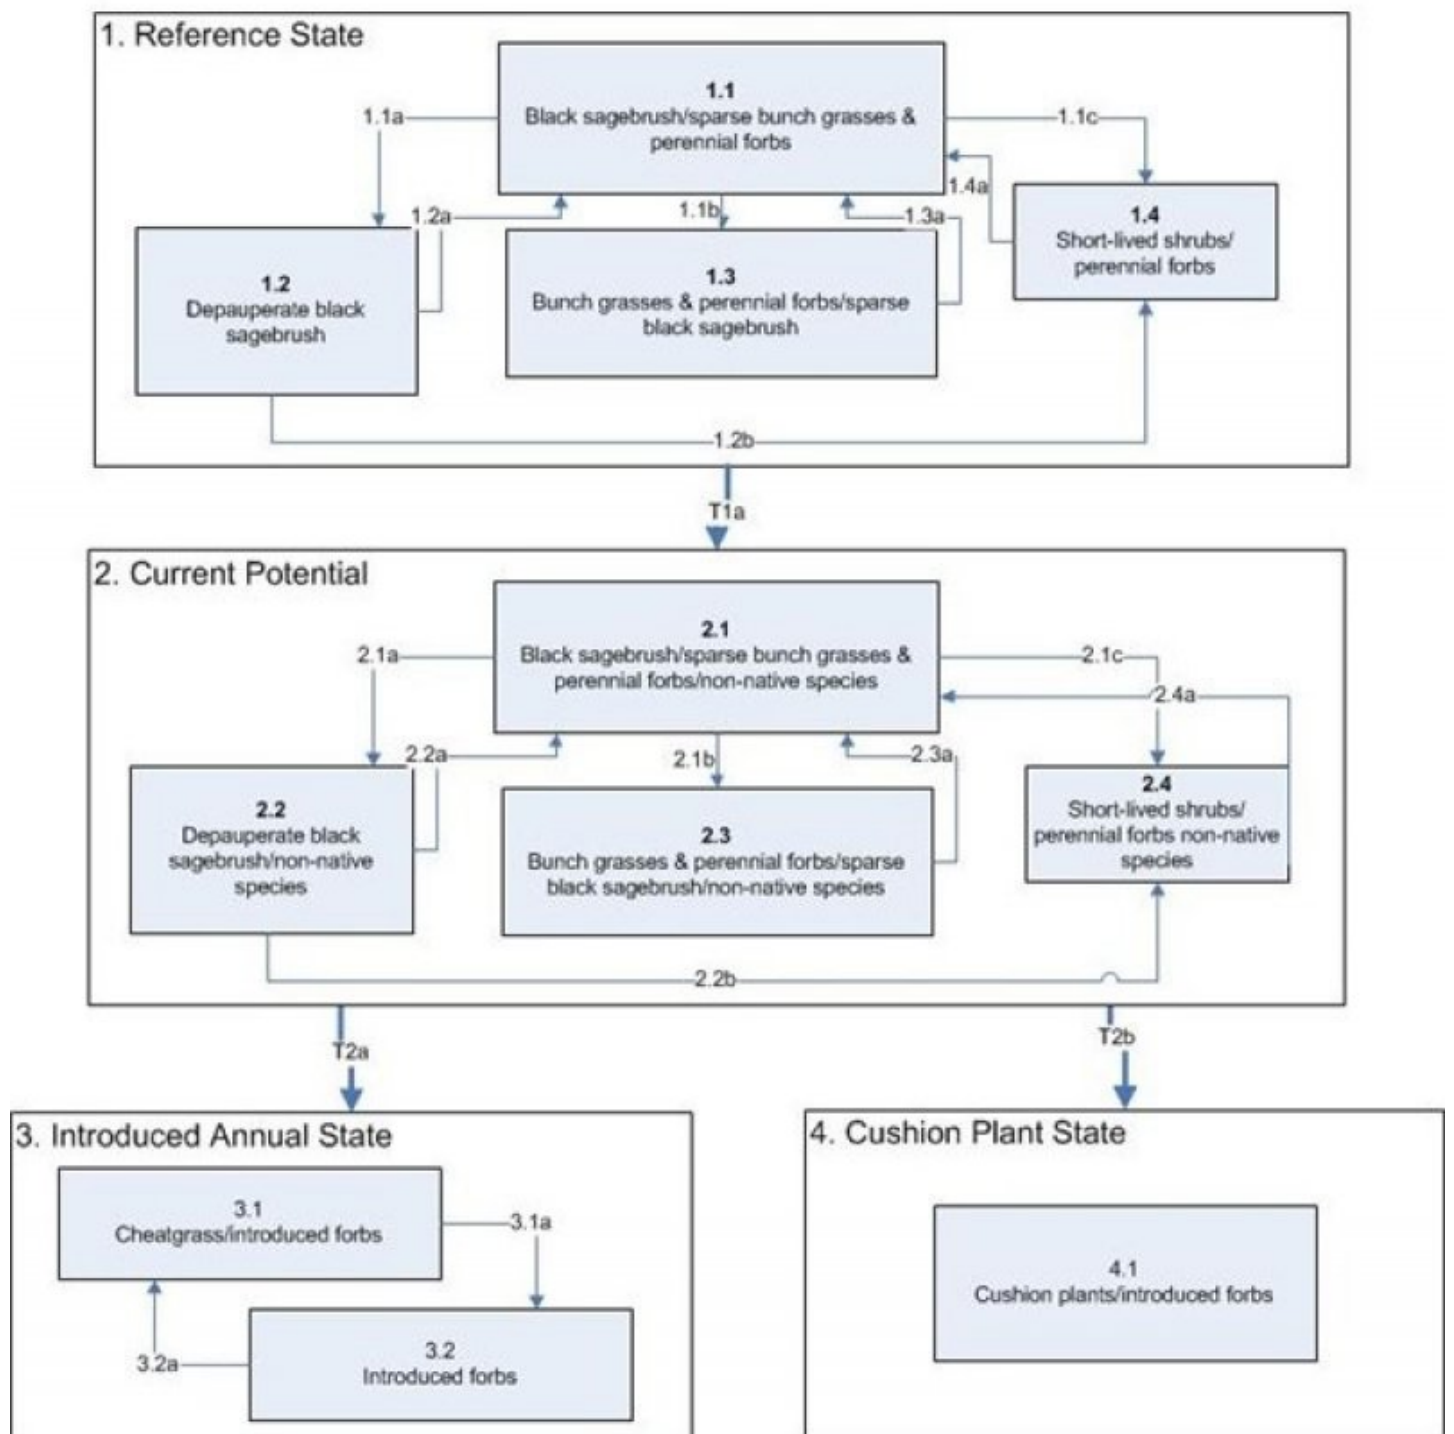 1. Reference State
1.1
Black sagebrush/sparse bunch grasses &
perennial forbs
1.1a
1.1c
1.4a
1.2a
1.1b
1.3a
1.4
Short-lived shrubs/
perennial forbs
1.2
Depauperate black
sagebrush
1.3
Bunch grasses & perennial forbs/sparse
black sagebrush
1.2b
T1a
2. Current Potential
2.1
Black sagebrush/sparse bunch grasses &
perennial forbs/non-native species
2.1a
2.1c
2.4a
2.2a
2.1b
2.3a
2.4
Short-lived shrubs/
perennial forbs non-native
species
2.2
Depauperate black
sagebrush/non-native
species
2.3
Bunch grasses & perennial forbs/sparse
black sagebrush/non-native species
2.2b
T2a
T2b
3. Introduced Annual State
3.1
Cheatgrass/introduced forbs
3.1a
3.2
Introduced forbs
3.2a
4. Cushion Plant State
4.1
Cushion plants/introduced forbs